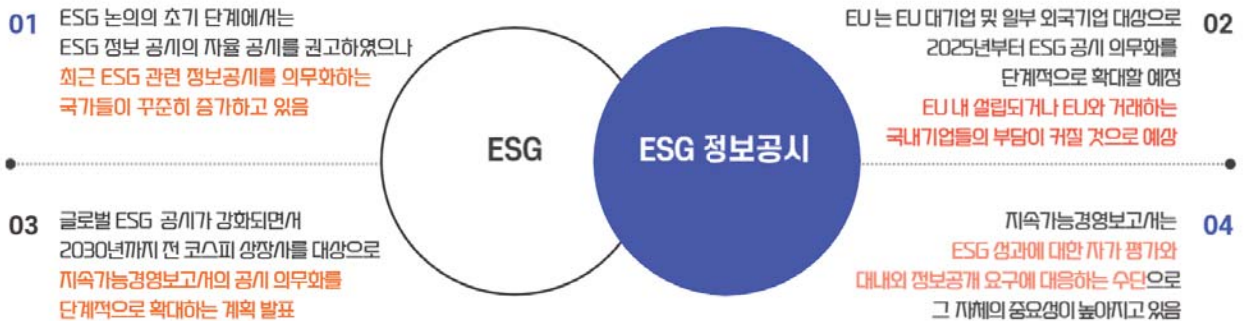 01
ESG 논의의 초기 단계에서는
ESG 정보 공시의 자율 공시를 권고하였으나
최근 ESG 관련 정보공시를 의무화하는
국가들이 꾸준히 증가하고 있음
EU는 EU 대기업 및 일부 외국기업 대상으로
02
2025년부터 ESG 공시 의무화를
단계적으로 확대할 예정
EU 내 설립되거나 EU와 거래하는
국내기업들의 부담이 커질 것으로 예상
ESG
ESG 정보공시
03
글로벌 ESG 공시가 강화되면서
2030년까지 전 코스피 상장사를 대상으로
지속가능경영보고서의 공시 의무화를
단계적으로 확대하는 계획 발표
지속가능경영보고서는
04
ESG 성과에 대한 자가 평가와
대내외 정보공개 요구에 대응하는 수단으로
그 자체의 중요성이 높아지고 있음